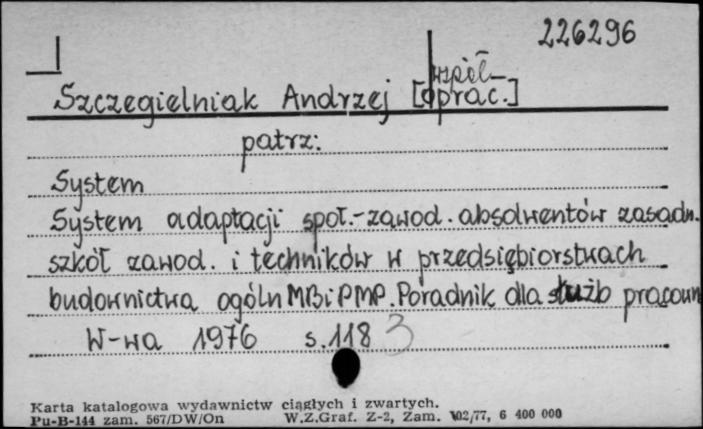 226296
współ-
Szczegielniak Andrzej [oprac.]
patrz:
System
System adaptacji społ.-zawod. absolwentów zasadn.
szkół zawod. i techników w przedsiębiorstwach
budownictwa ogóln MBiPMP. Poradnik dla służb pracown
W-wa 1976 s.118 3
Karta katalogowa wydawnictw ciągłych i zwartych.
Pu-B-144 zam. 567/DW/On W.Z.Graf. Z-2, Zam. 102/77, 6 400 000